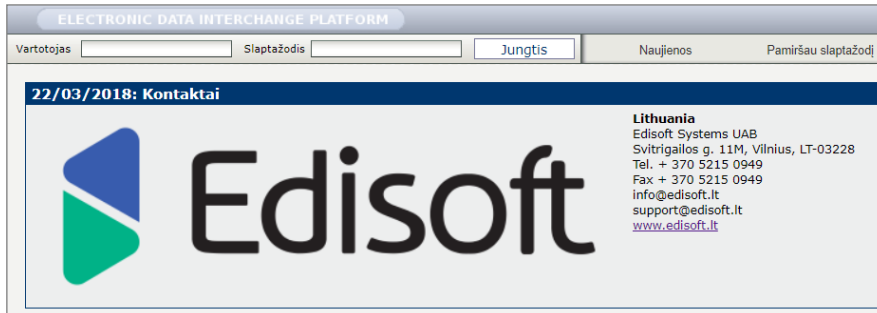 ELECTRONIC DATA INTERCHANGE PLATFORM
Vartotojas Slaptažodis Jungtis Naujienos Pamiršau slaptažodį
22/03/2018: Kontaktai
Edisoft
Lithuania
Edisoft Systems UAB
Svitrigailos g. 11M, Vilnius, LT-03228
Tel. + 370 5215 0949
Fax + 370 5215 0949
info@edisoft.lt
support@edisoft.lt
www.edisoft.lt